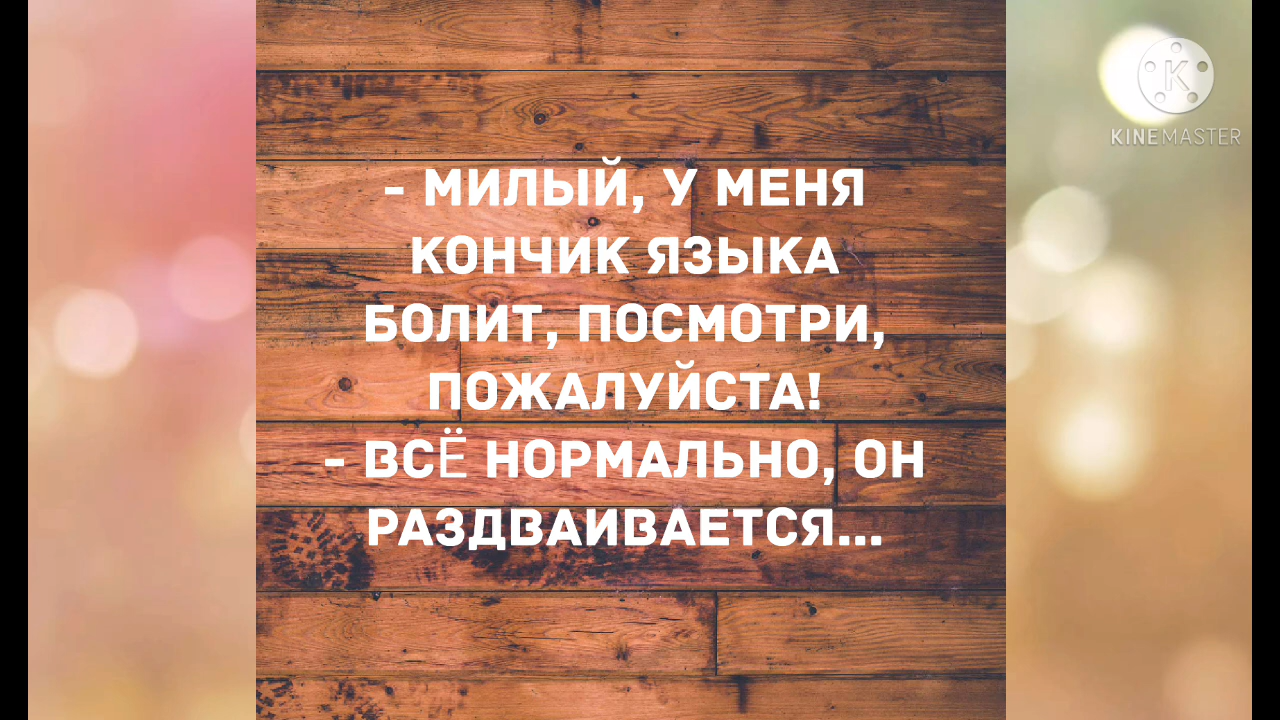 - МИЛЫЙ, У МЕНЯ
КОНЧИК ЯЗЫКА
БОЛИТ, ПОСМОТРИ,
ПОЖАЛУЙСТА!
- ВСЁ НОРМАЛЬНО, ОН
РАЗДВАИВАЕТСЯ...
K
KINEMASTER